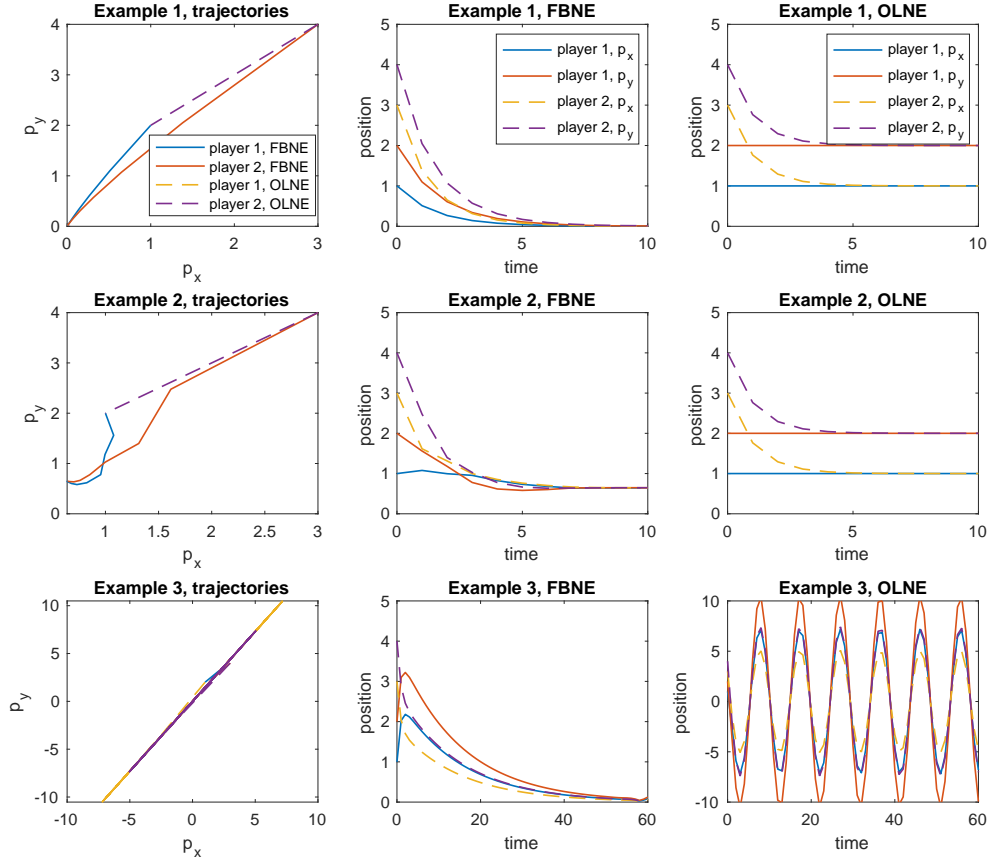 Example 1, trajectories
4
3
2
1
0
p_y
0
1
2
3
p_x
player 1, FBNE
player 2, FBNE
player 1, OLNE
player 2, OLNE
Example 1, FBNE
5
4
3
2
1
0
position
0
5
10
time
player 1, p_x
player 1, p_y
player 2, p_x
player 2, p_y
Example 1, OLNE
5
4
3
2
1
0
position
0
5
10
time
player 1, p_x
player 1, p_y
player 2, p_x
player 2, p_y
Example 2, trajectories
4
3
2
1
0
p_y
1
1.5
2
2.5
3
p_x
Example 2, FBNE
5
4
3
2
1
0
position
0
5
10
time
Example 2, OLNE
5
4
3
2
1
0
position
0
5
10
time
Example 3, trajectories
10
5
0
-5
-10
p_y
-10
-5
0
5
10
p_x
Example 3, FBNE
5
4
3
2
1
0
position
0
20
40
60
time
Example 3, OLNE
10
5
0
-5
-10
position
0
20
40
60
time